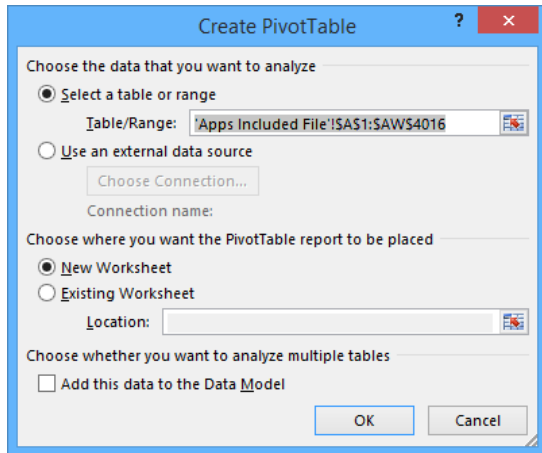 Create PivotTable
?
×
Choose the data that you want to analyze
Select a table or range
Table/Range: 'Apps Included File'!$A$1:$AW$4016
Use an external data source
Choose Connection...
Connection name:
Choose where you want the PivotTable report to be placed
New Worksheet
Existing Worksheet
Location:
Choose whether you want to analyze multiple tables
Add this data to the Data Model
OK Cancel